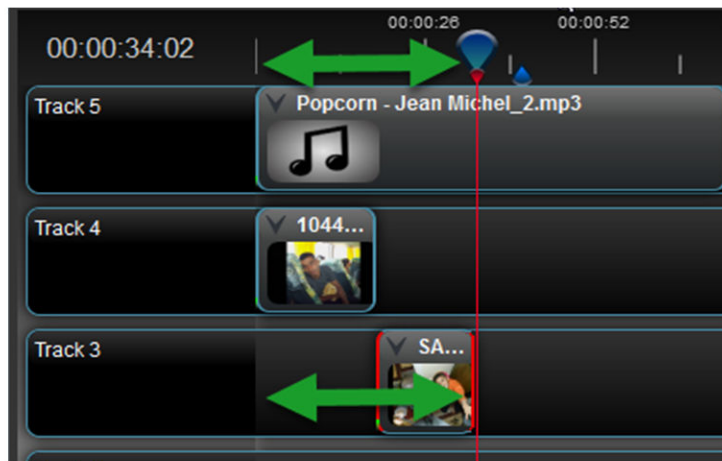 00:00:26 00:00:52
00:00:34:02
Track 5 Popcorn - Jean Michel_2.mp3
Track 4 1044...
Track 3 SA...